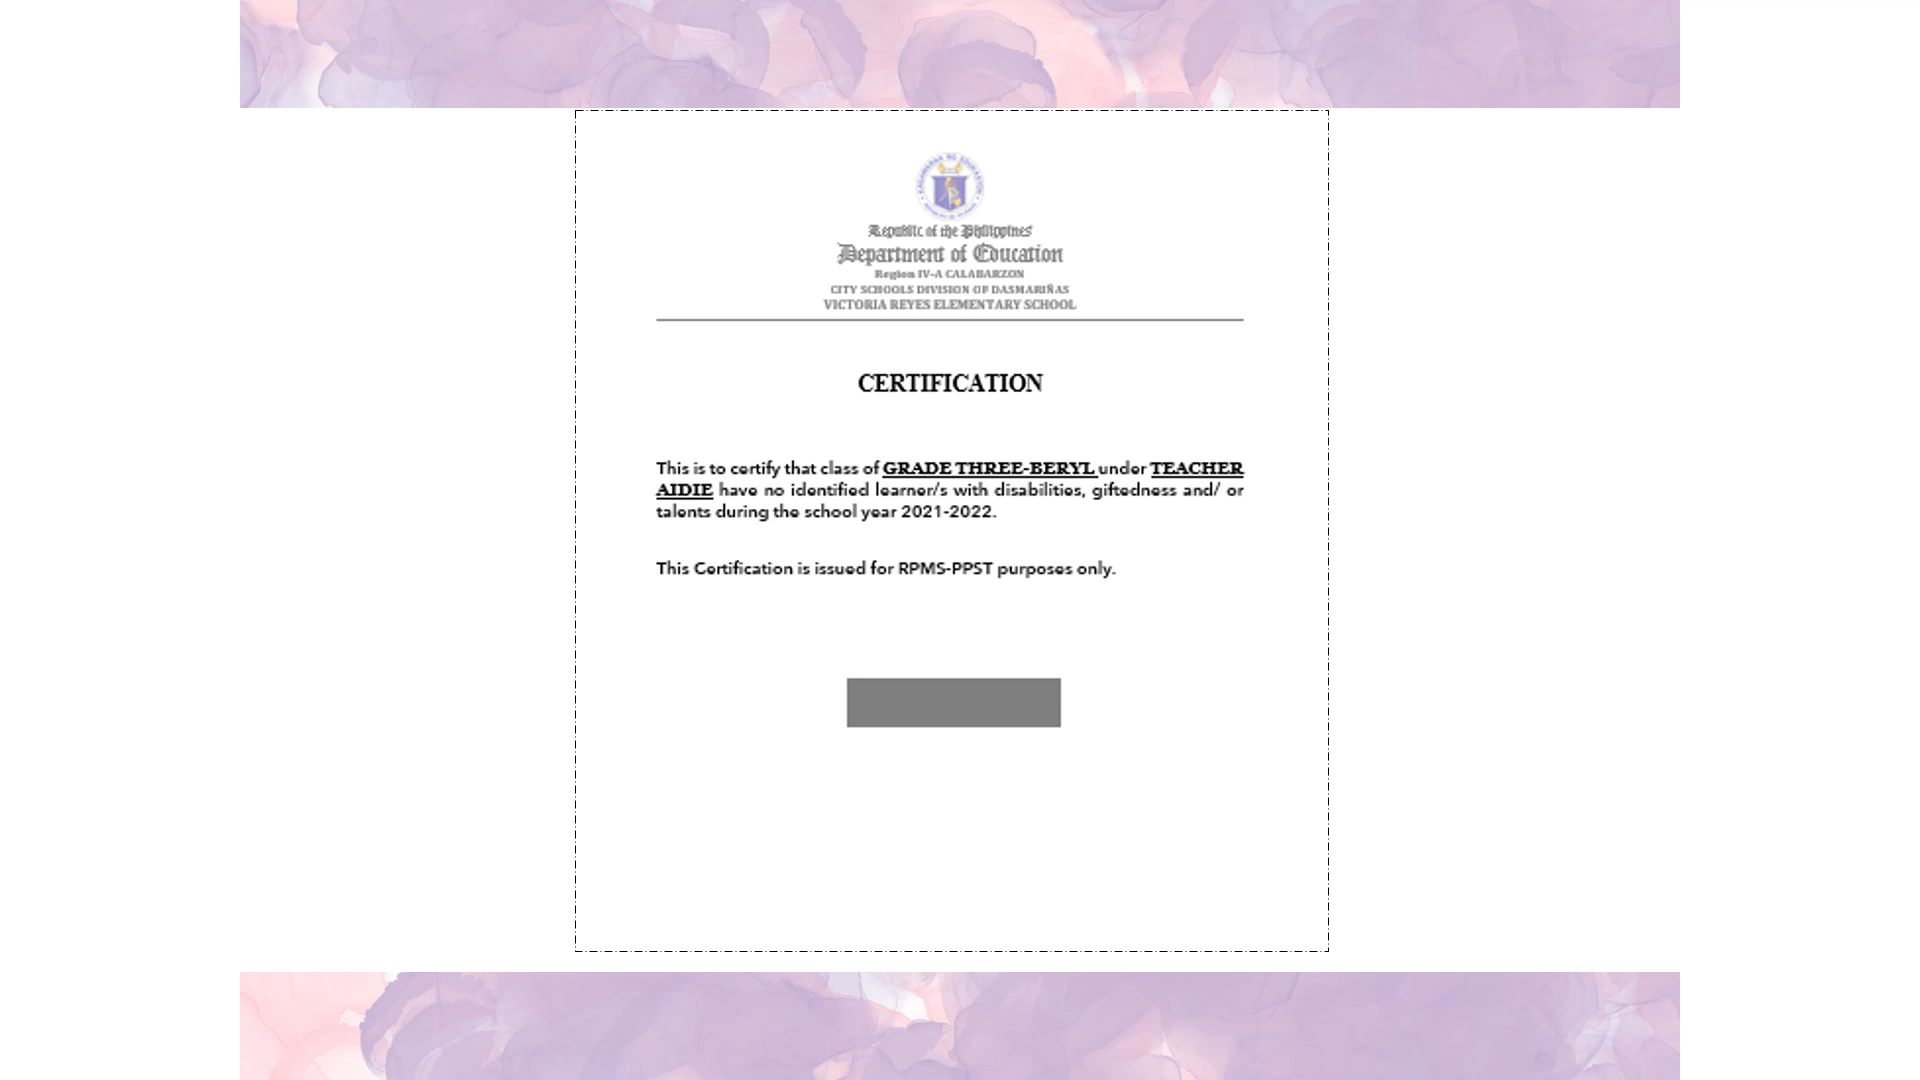 Republic of the Philippines
Department of Education
Region IV-A CALABARZON
CITY SCHOOLS DIVISION OF DASMARIÑAS
VICTORIA REYES ELEMENTARY SCHOOL
CERTIFICATION
This is to certify that class of GRADE THREE-BERYL under TEACHER
AIDIE have no identified learner/s with disabilities, giftedness and/ or
talents during the school year 2021-2022.
This Certification is issued for RPMS-PPST purposes only.